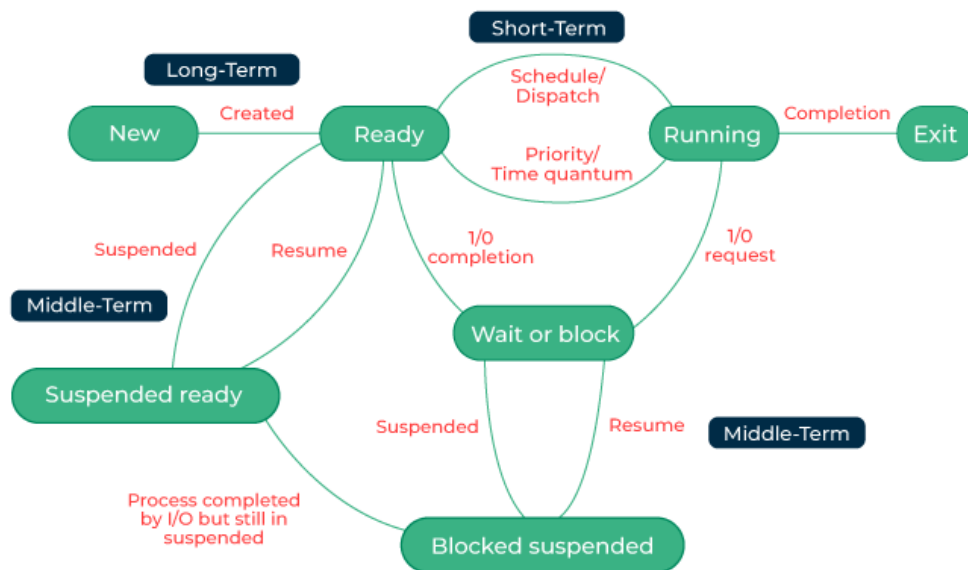 Short-Term
Long-Term
Schedule/
Dispatch
Created
Completion
New
Ready
Running
Exit
Priority/
Time quantum
Suspended
Resume
1/0
completion
1/0
request
Middle-Term
Wait or block
Suspended ready
Suspended
Resume
Middle-Term
Process completed
by I/O but still in
suspended
Blocked suspended